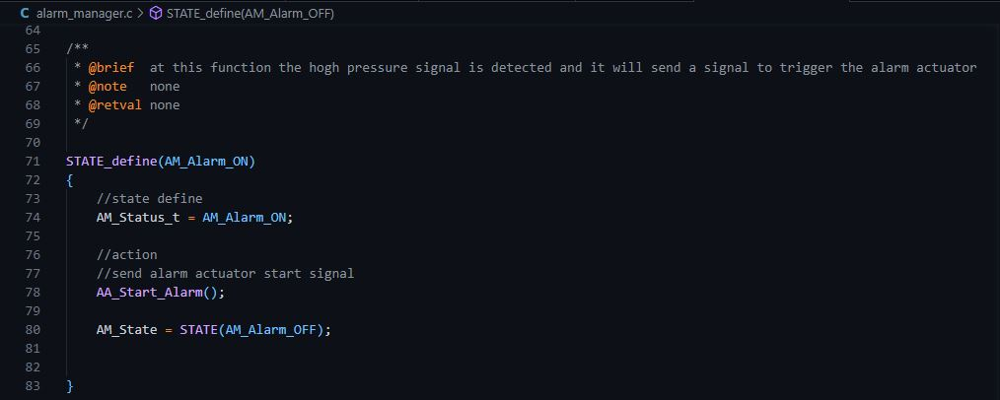 C alarm_manager.c > STATE_define(AM_Alarm_OFF)
64
65 /**
66  * @brief  at this function the hogh pressure signal is detected and it will send a signal to trigger the alarm actuator
67  * @note   none
68  * @retval none
69  */
70
71 STATE_define(AM_Alarm_ON)
72 {
73     //state define
74     AM_Status_t = AM_Alarm_ON;
75
76     //action
77     //send alarm actuator start signal
78     AA_Start_Alarm();
79
80     AM_State = STATE(AM_Alarm_OFF);
81
82
83 }